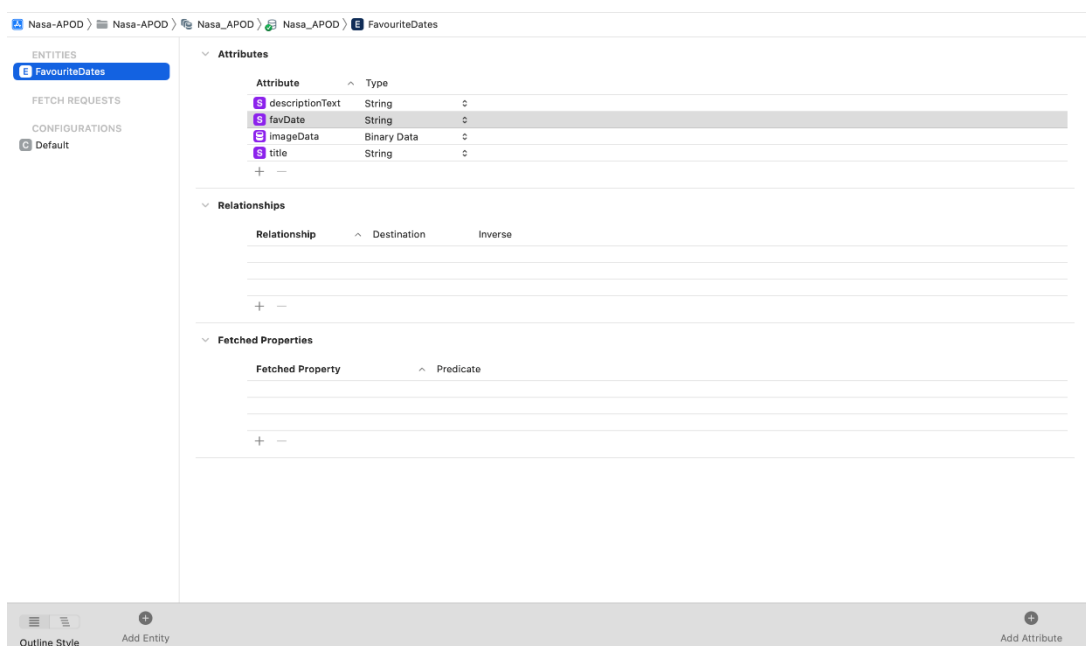 Nasa-APOD Nasa-APOD Nasa_APOD Nasa_APOD E FavouriteDates
ENTITIES
E FavouriteDates
FETCH REQUESTS
CONFIGURATIONS
C Default
Attributes
Attribute Type
S descriptionText String
S favDate String
imageData Binary Data
S title String
+ −
Relationships
Relationship Destination Inverse
+ −
Fetched Properties
Fetched Property Predicate
+ −
Outline Style Add Entity Add Attribute